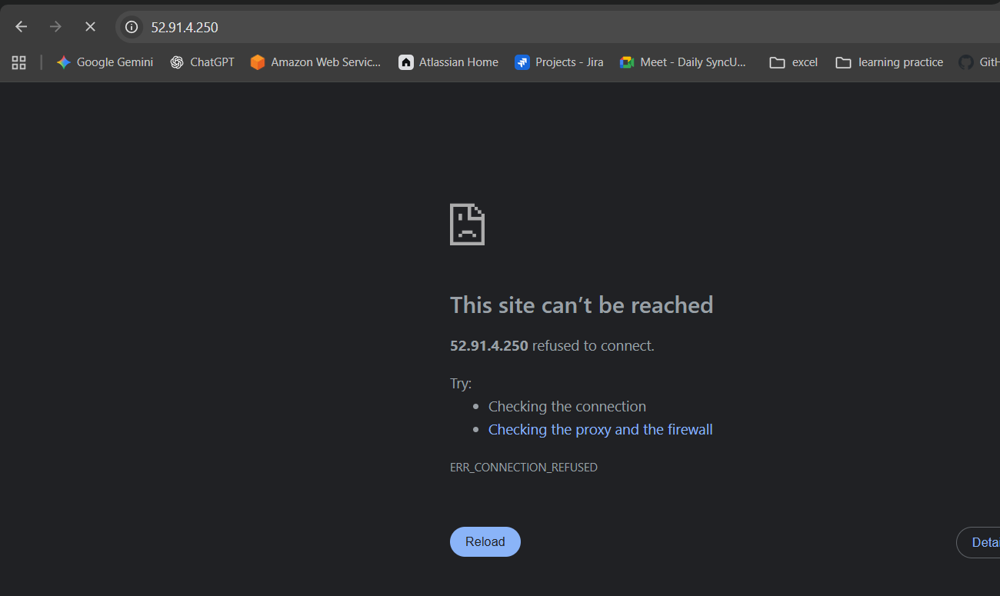 52.91.4.250
Google Gemini ChatGPT Amazon Web Servic... Atlassian Home Projects - Jira Meet - Daily SyncU... excel learning practice GitH
This site can’t be reached
52.91.4.250 refused to connect.
Try:
Checking the connection
Checking the proxy and the firewall
ERR_CONNECTION_REFUSED
Reload Detai